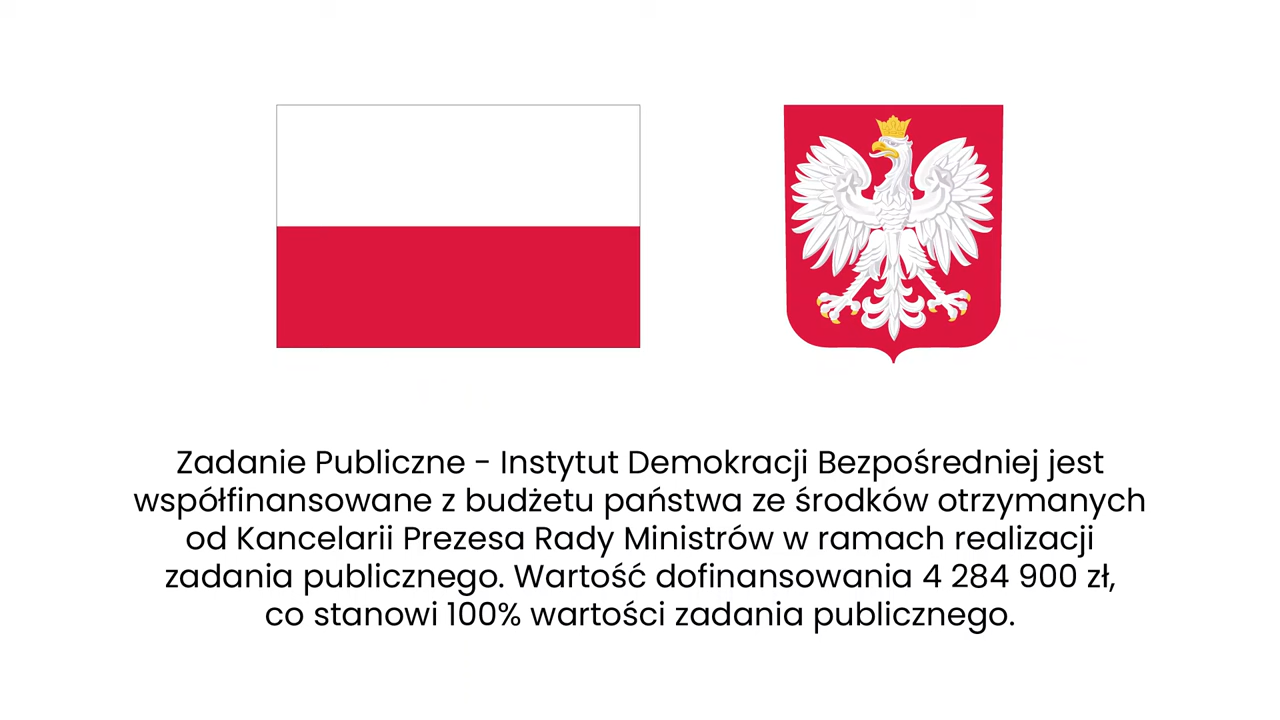 Zadanie Publiczne - Instytut Demokracji Bezpośredniej jest
współfinansowane z budżetu państwa ze środków otrzymanych
od Kancelarii Prezesa Rady Ministrów w ramach realizacji
zadania publicznego. Wartość dofinansowania 4 284 900 zł,
co stanowi 100% wartości zadania publicznego.